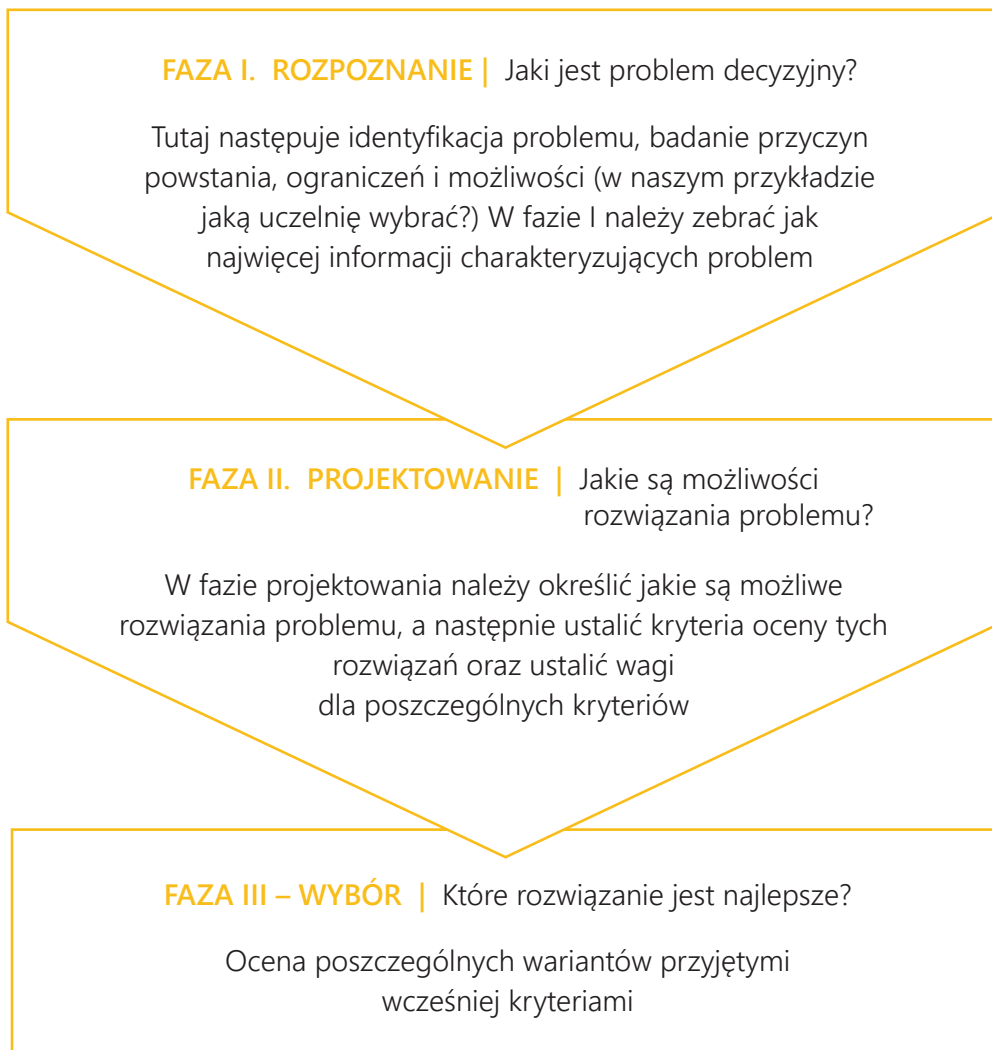 FAZA I. ROZPOZNANIE | Jaki jest problem decyzyjny?
Tutaj następuje identyfikacja problemu, badanie przyczyn
powstania, ograniczeń i możliwości (w naszym przykładzie
jaką uczelnię wybrać?) W fazie I należy zebrać jak
najwięcej informacji charakteryzujących problem
FAZA II. PROJEKTOWANIE | Jakie są możliwości
rozwiązania problemu?
W fazie projektowania należy określić jakie są możliwe
rozwiązania problemu, a następnie ustalić kryteria oceny tych
rozwiązań oraz ustalić wagi
dla poszczególnych kryteriów
FAZA III – WYBÓR | Które rozwiązanie jest najlepsze?
Ocena poszczególnych wariantów przyjętymi
wcześniej kryteriami